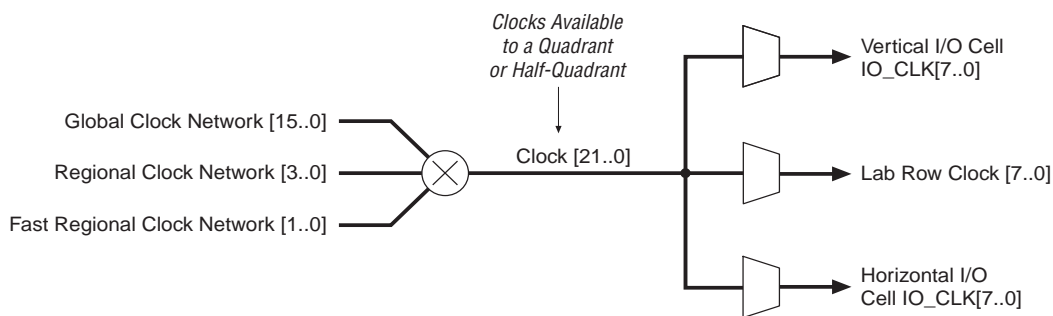 Clocks Available
to a Quadrant
or Half-Quadrant
Vertical I/O Cell
IO_CLK[7..0]
Global Clock Network [15..0]
Clock [21..0]
Regional Clock Network [3..0]
Lab Row Clock [7..0]
Fast Regional Clock Network [1..0]
Horizontal I/O
Cell IO_CLK[7..0]